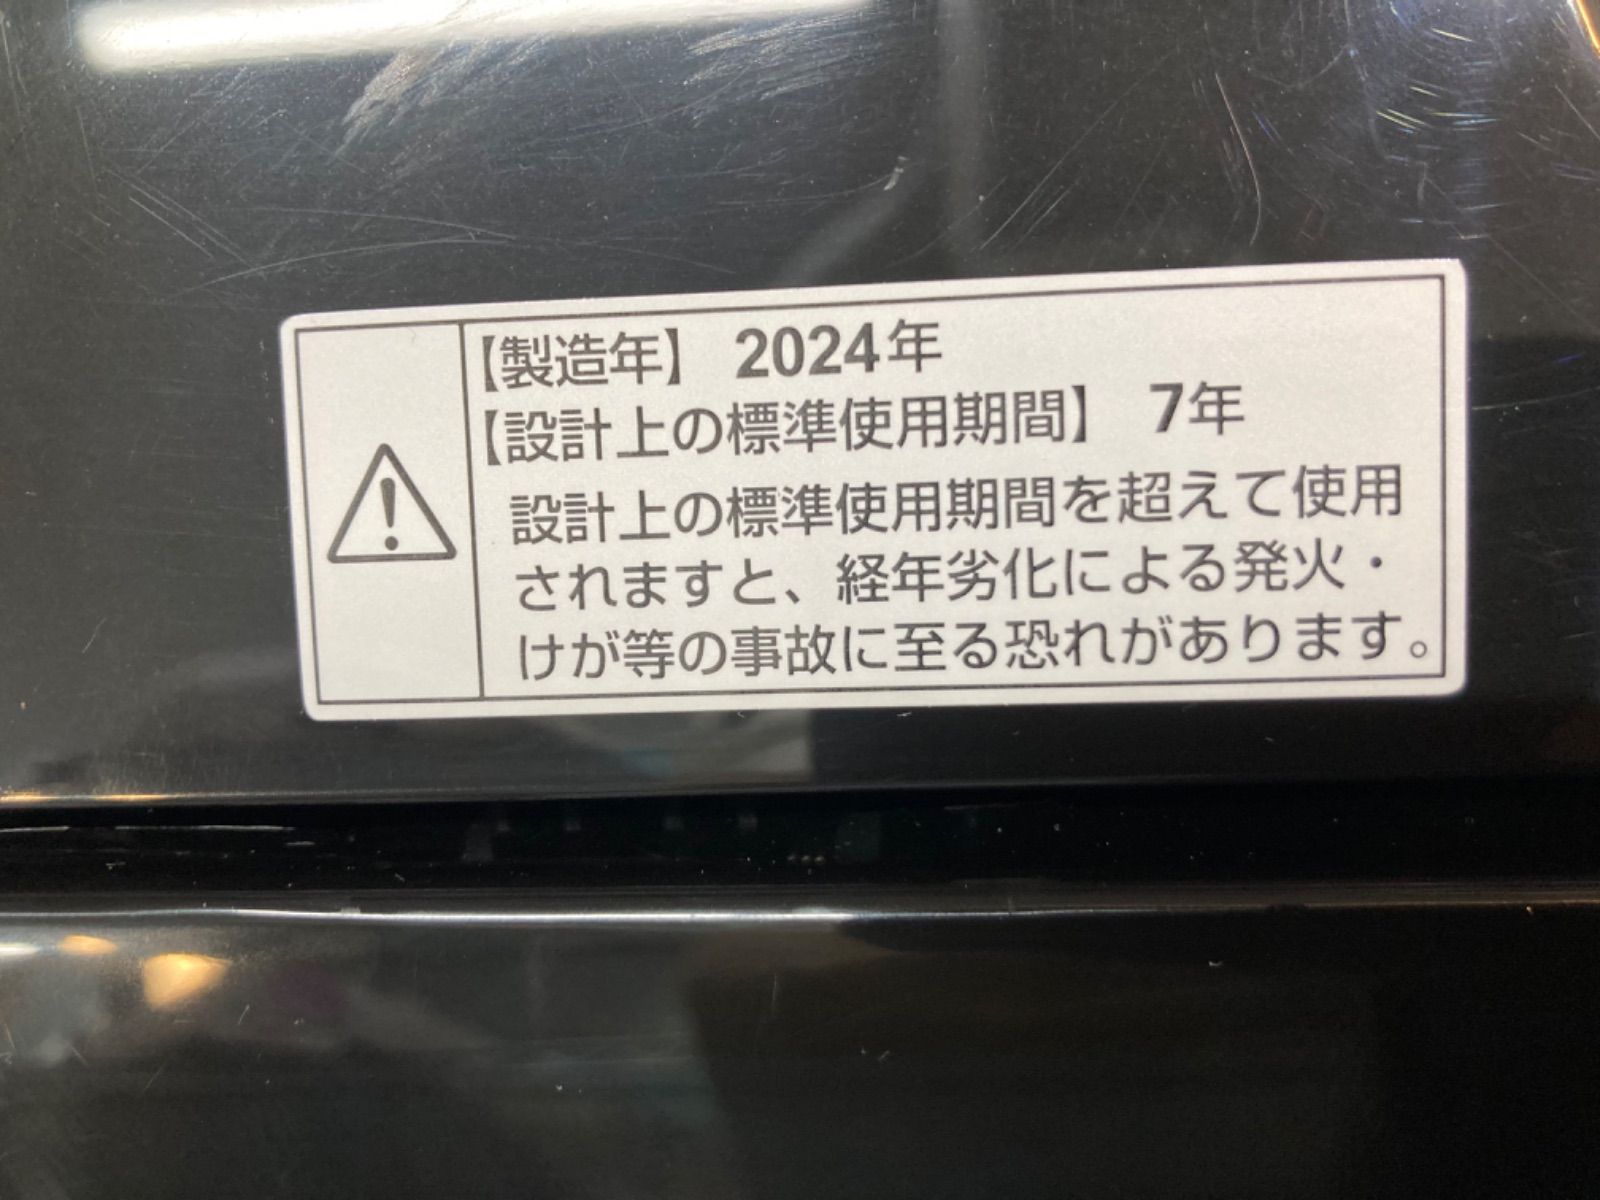 【製造年】 2024年
【設計上の標準使用期間】 7年
設計上の標準使用期間を超えて使用
されますと、経年劣化による発火・
けが等の事故に至る恐れがあります。